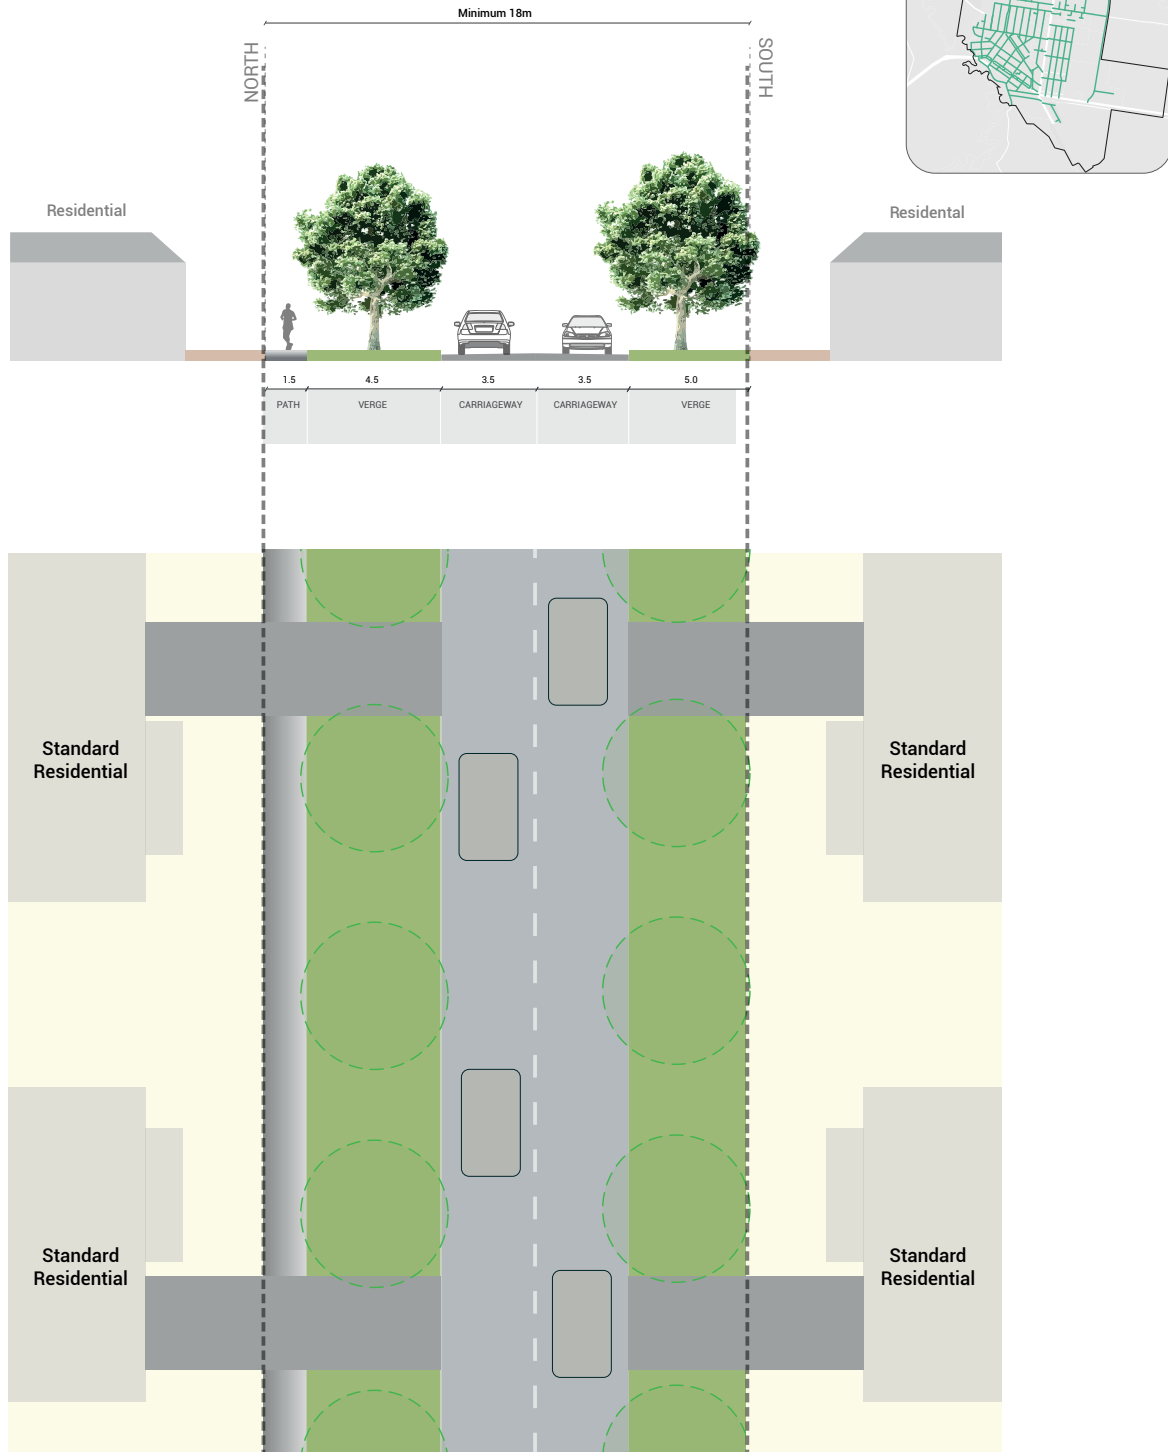 Minimum 18m
NORTH
SOUTH
Residential
Residental
1.5
4.5
3.5
3.5
5.0
PATH
VERGE
CARRIAGEWAY
CARRIAGEWAY
VERGE
Standard
Residential
Standard
Residential
Standard
Residential
Standard
Residential